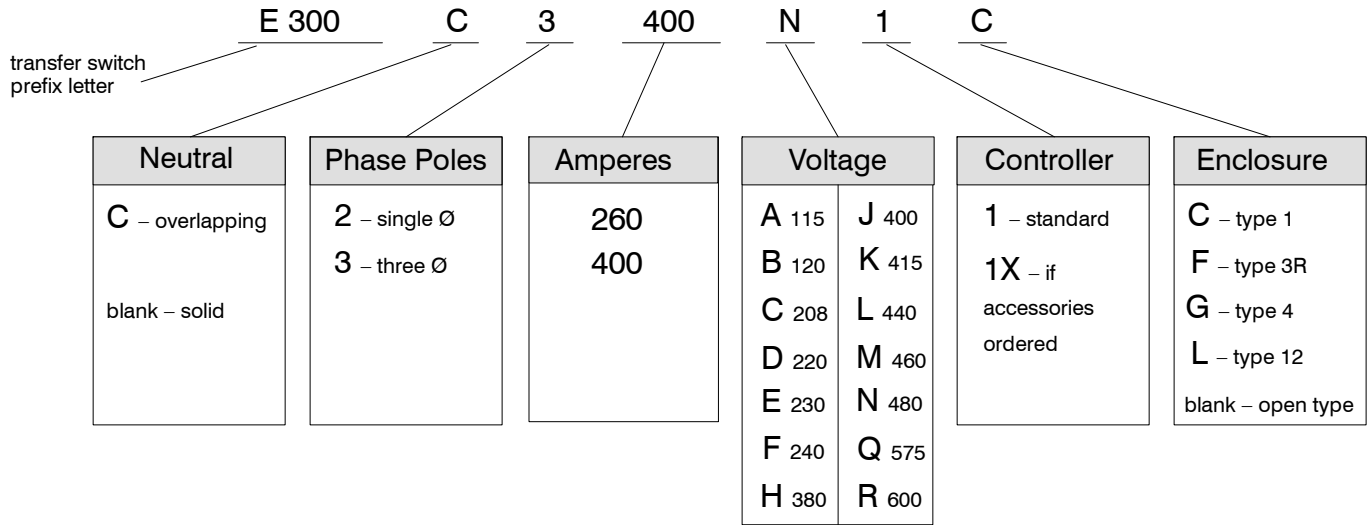 E 300 C 3 400 N 1 C
transfer switch
prefix letter
Neutral
C – overlapping
blank – solid
Phase Poles
2 – single Ø
3 – three Ø
Amperes
260
400
Voltage
A 115
B 120
C 208
D 220
E 230
F 240
H 380
J 400
K 415
L 440
M 460
N 480
Q 575
R 600
Controller
1 – standard
1X – if
accessories
ordered
Enclosure
C – type 1
F – type 3R
G – type 4
L – type 12
blank – open type